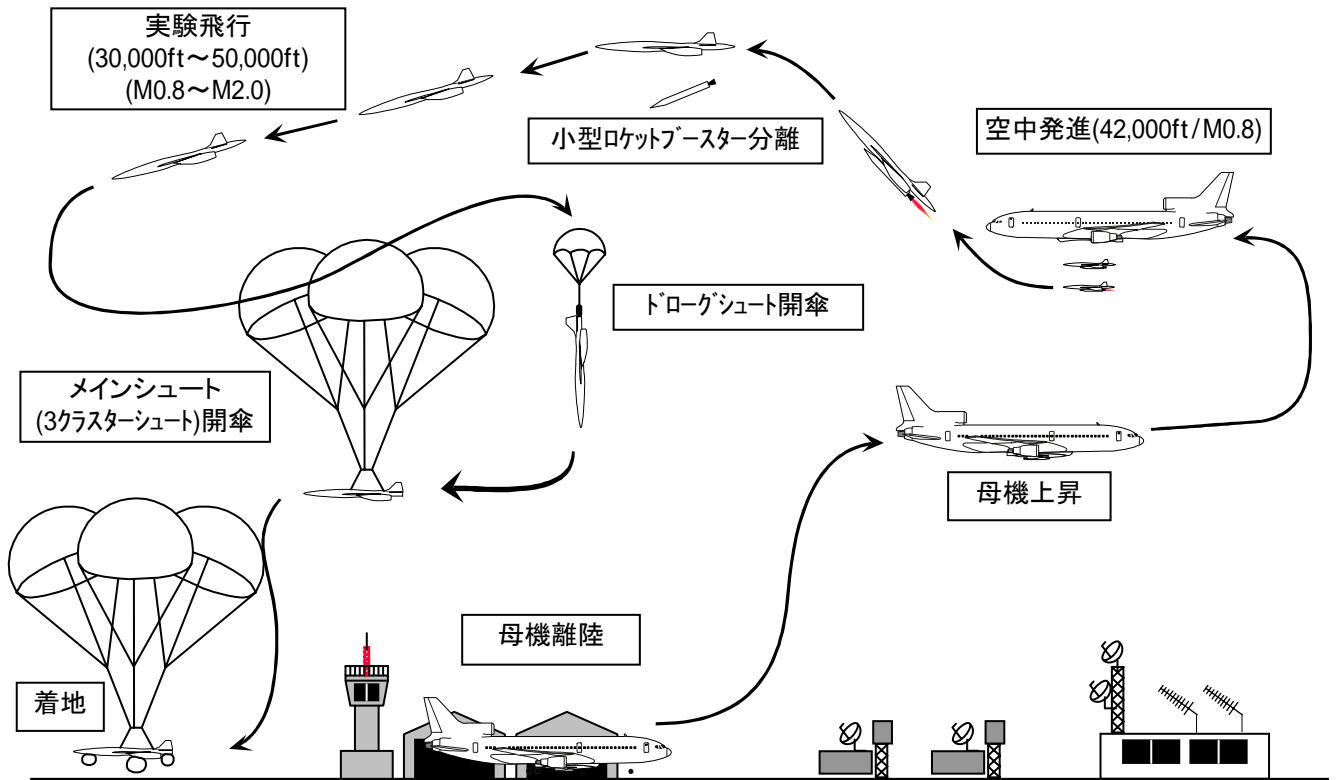 実験飛行
(30,000ft～50,000ft)
(M0.8～M2.0)
小型ﾛｹｯﾄﾌﾞｰｽﾀｰ分離
空中発進(42,000ft/M0.8)
ﾄﾞﾛｰｸﾞｼｭｰﾄ開傘
メインシュート
(3ｸﾗｽﾀｰｼｭｰﾄ)開傘
母機上昇
母機離陸
着地